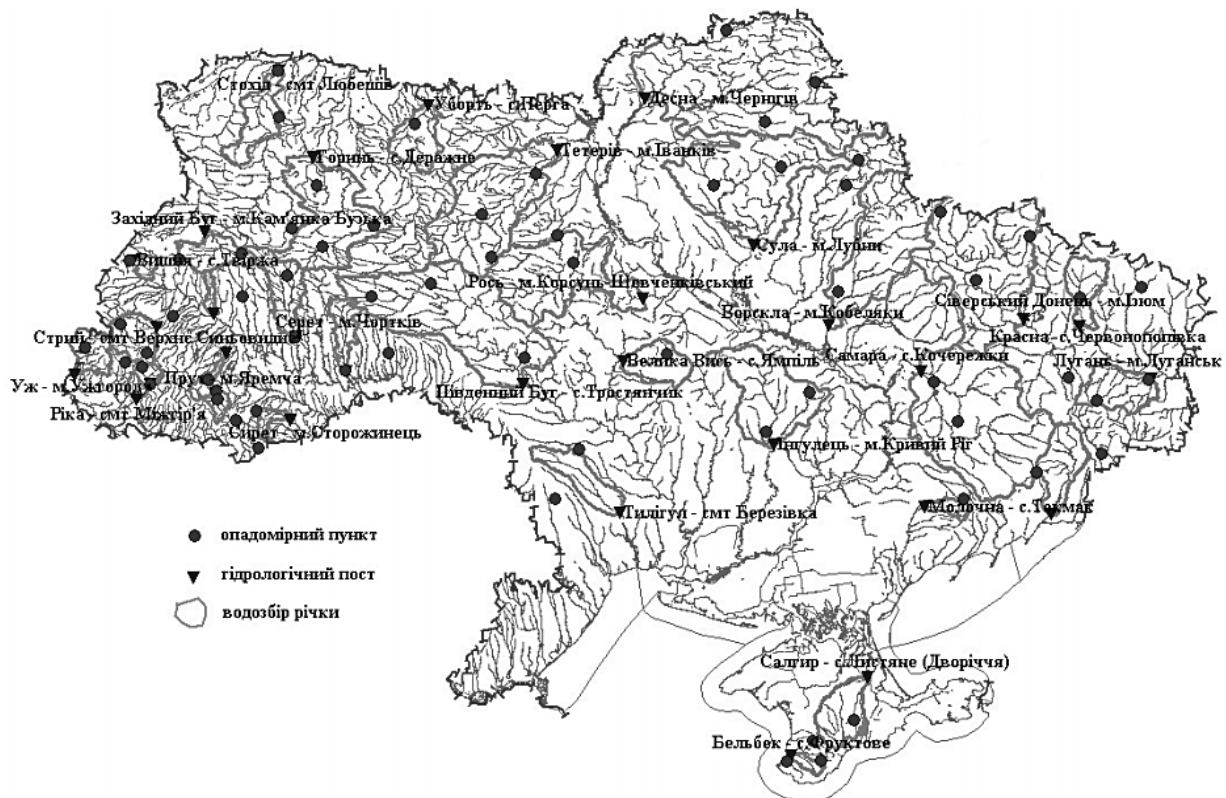 Стохід - смт Любешів
Уборть - с.Перга
Десна - м.Чернігів
Горинь - с.Деражне
Тетерів - м.Іванків
Західний Буг - м.Кам'янка Бузька
Вишня - с.Твіржа
Сула - м.Лубни
Рось - м.Корсунь-Шевченківський
Сіверський Донець - м.Ізюм
Стрий - смт Верхнє Синьовидне
Серет - м.Чортків
Ворскла - м.Кобеляки
Красна - с.Червонопопівка
Велика Вись - с.Ямпіль
Самара - с.Кочережки
Лугань - м.Луганськ
Уж - м.Ужгород
Прут - м.Яремча
Південний Буг - с.Тростянчик
Ріка - смт Міжгір'я
Сирет - м.Сторожинець
Інгулець - м.Кривий Ріг
Тилігул - смт Березівка
Молочна - с.Токмак
опадомірний пункт
гідрологічний пост
водозбір річки
Салгир - с.Листяне (Дворіччя)
Бельбек - с.Фруктове